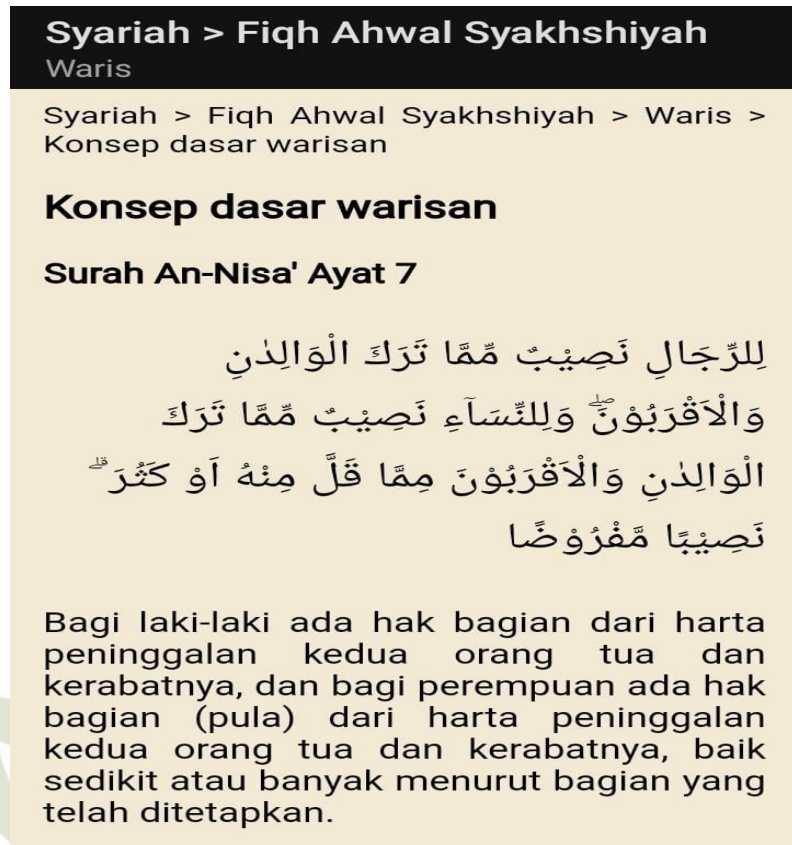 Syariah > Fiqh Ahwal Syakhshiyah
Waris
Syariah > Fiqh Ahwal Syakhshiyah > Waris >
Konsep dasar warisan
Konsep dasar warisan
Surah An-Nisa' Ayat 7
لِلرِّجَالِ نَصِيْبٌ مِّمَّا تَرَكَ الْوَالِدٰنِ
وَالْاَقْرَبُوْنَۖ وَلِلنِّسَاۤءِ نَصِيْبٌ مِّمَّا تَرَكَ
الْوَالِدٰنِ وَالْاَقْرَبُوْنَ مِمَّا قَلَّ مِنْهُ اَوْ كَثُرَ ۗ
نَصِيْبًا مَّفْرُوْضًا
Bagi laki-laki ada hak bagian dari harta
peninggalan kedua orang tua dan
kerabatnya, dan bagi perempuan ada hak
bagian (pula) dari harta peninggalan
kedua orang tua dan kerabatnya, baik
sedikit atau banyak menurut bagian yang
telah ditetapkan.